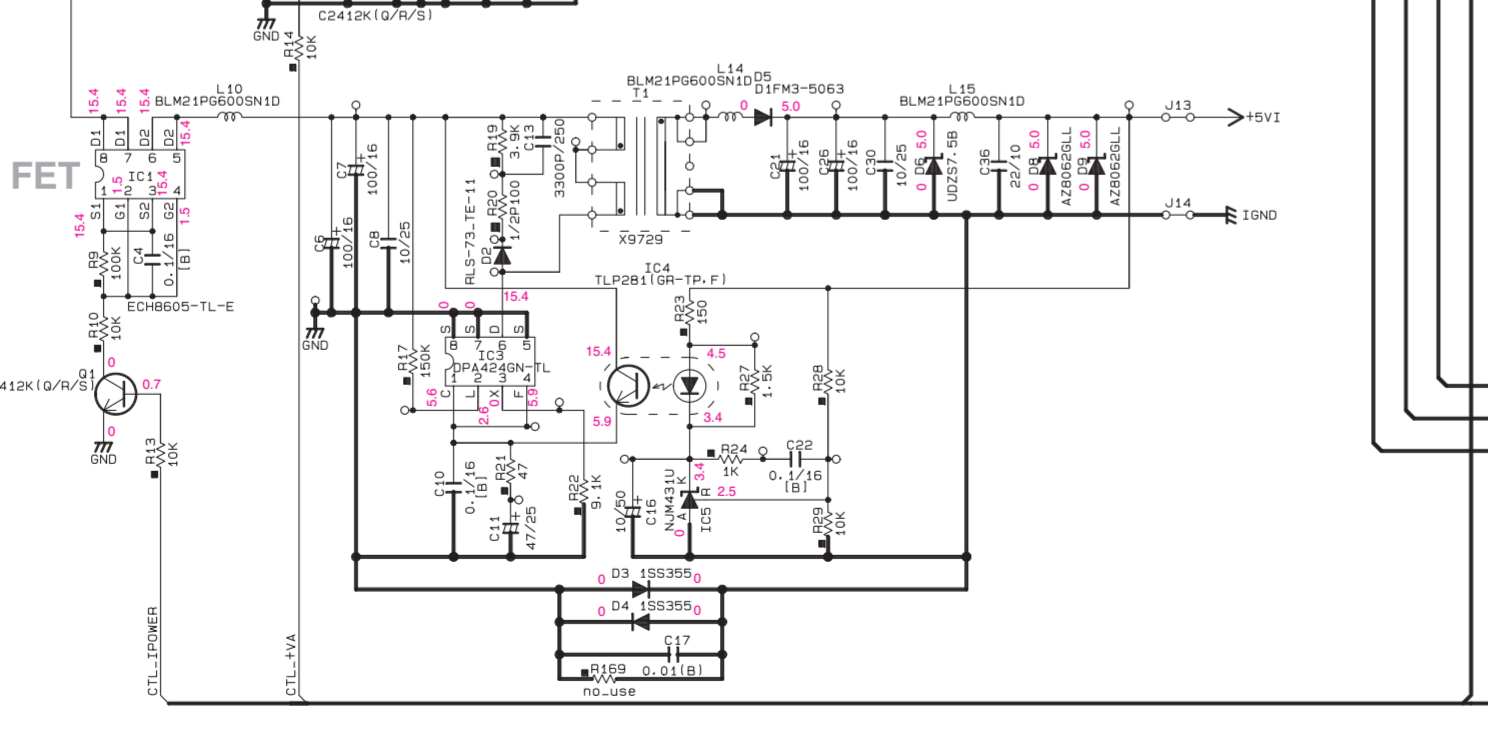 C2412K(Q/R/S)
GND
R14
10K
L10
BLM21PG600SN1D
15.4
15.4
15.4
15.4
D1
D1
D2
D2
8
7
6
5
FET
IC1
1
2
3
4
1.5
15.4
S1
G1
S2
G2
15.4
1.5
R9
100K
C4
0.1/16
[B]
ECH8605-TL-E
R10
10K
0
Q1
412K(Q/R/S)
0.7
0
GND
R13
10K
CTL_IPOWER
CTL_+VA
C7
100/16
C6
100/16
C8
10/25
GND
R19
3.9K
C13
3300P/250
R20
1/2P100
RLS-73_TE-11
D2
15.4
0
0
S
S
D
S
8
7
6
5
IC3
DPA424GN-TL
1
2
3
4
C
L
X
F
5.6
2.6
0
5.9
R17
150K
C10
0.1/16
[B]
R21
47
C11
47/25
R22
9.1K
T1
X9729
L14
BLM21PG600SN1D
D5
D1FM3-5063
0
5.0
C21
100/16
C26
100/16
C30
10/25
D6
5.0
0
UDZS7.5B
L15
BLM21PG600SN1D
C36
22/10
D8
5.0
0
AZ8062GLL
D9
5.0
0
AZ8062GLL
J13
+5VI
J14
IGND
IC4
TLP281(GR-TP,F)
R23
150
15.4
4.5
5.9
3.4
R27
1.5K
R28
10K
R24
1K
C22
0.1/16
[B]
C16
10/50
NJM431U
3.4
K
R
2.5
A
0
IC5
R29
10K
0
D3
1SS355
0
0
D4
1SS355
0
C17
0.01(B)
R169
no_use